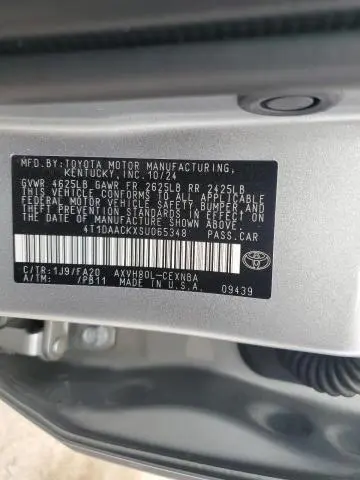 MFD.BY:TOYOTA MOTOR MANUFACTURING,
KENTUCKY,INC.10/24
GVWR 4625LB GAWR FR 2625LB RR 2425LB
THIS VEHICLE CONFORMS TO ALL APPLICABLE
FEDERAL MOTOR VEHICLE SAFETY BUMPER, AND
THEFT PREVENTION STANDARDS IN EFFECT ON
THE DATE OF MANUFACTURE SHOWN ABOVE.
4T1DAACKXSU065348 PASS.CAR
C/TR:1J9/FA20 AXVH80L-CEXNBA
A/TM: /PB11 MADE IN U.S.A.
09439